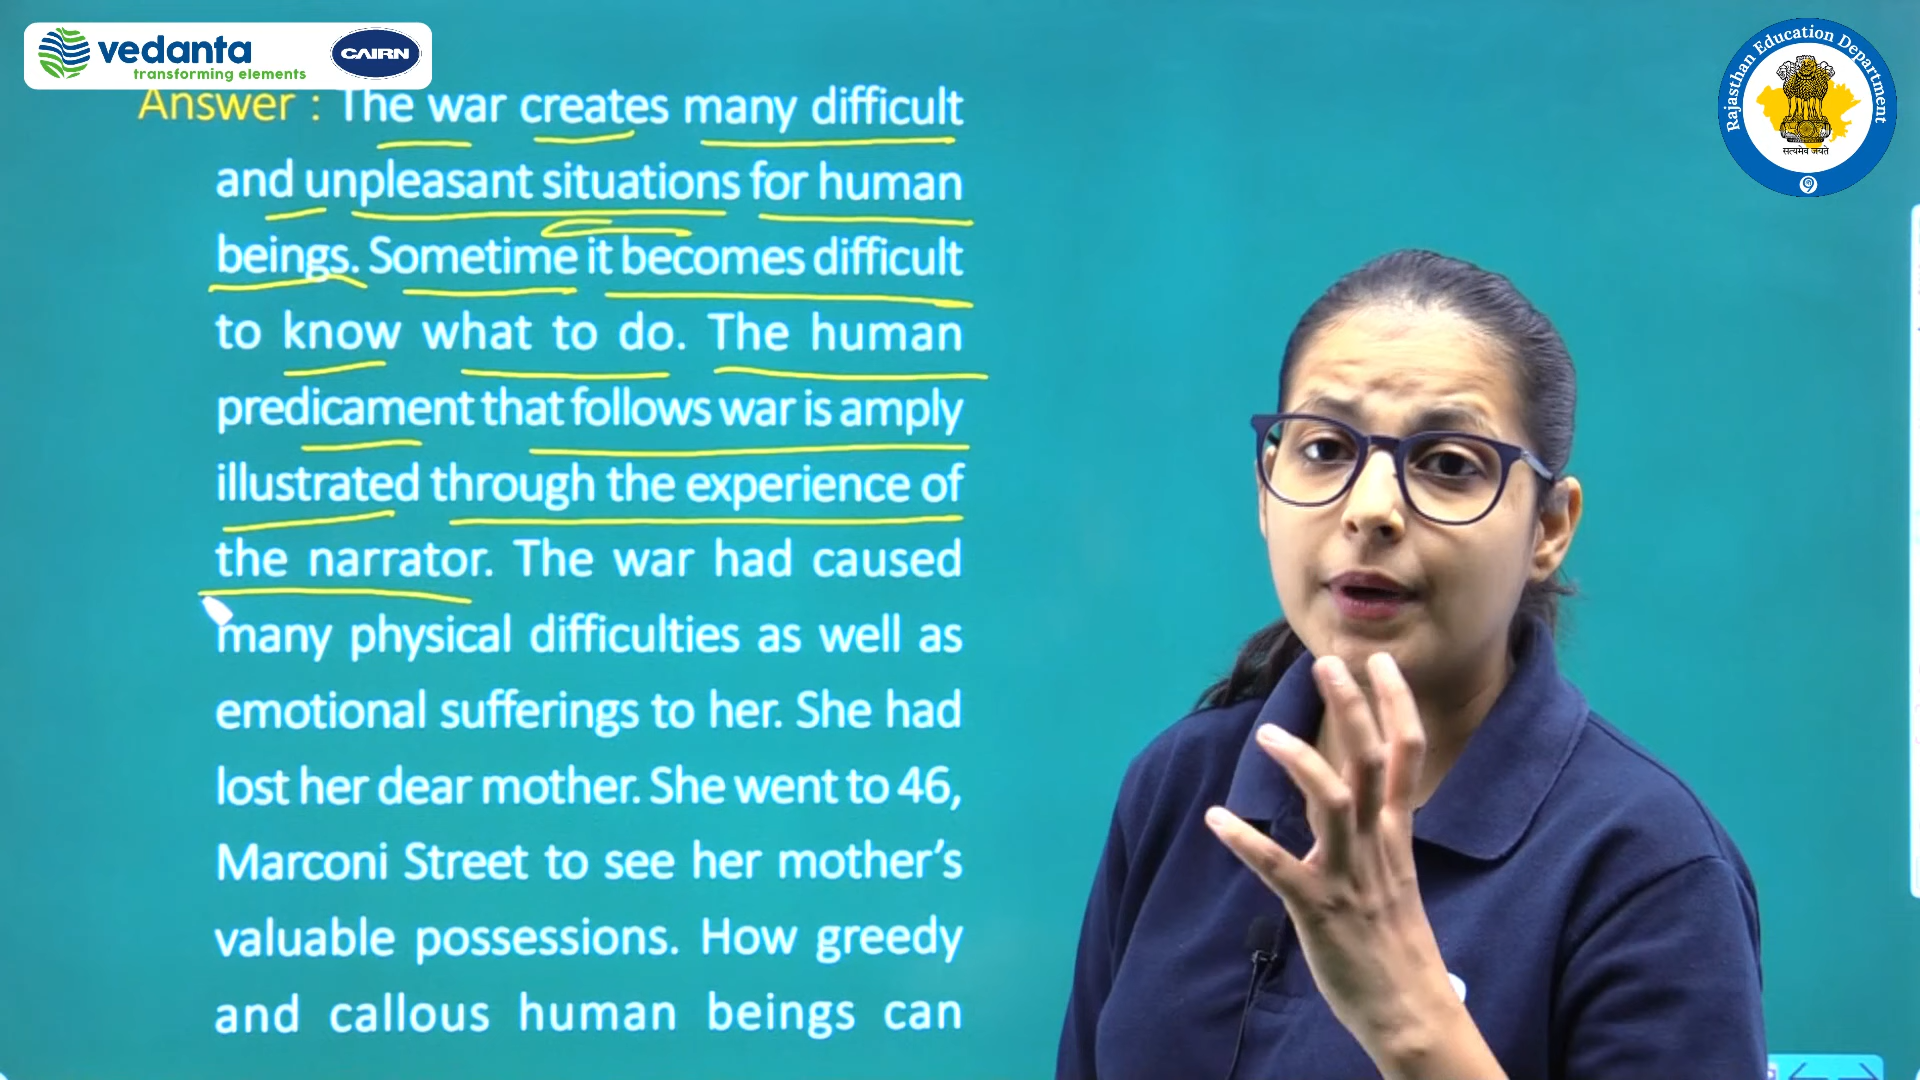 vedanta
transforming elements
CAIRN
Rajasthan Education Department
सत्यमेव जयते
Answer : The war creates many difficult
and unpleasant situations for human
beings. Sometime it becomes difficult
to know what to do. The human
predicament that follows war is amply
illustrated through the experience of
the narrator. The war had caused
many physical difficulties as well as
emotional sufferings to her. She had
lost her dear mother. She went to 46,
Marconi Street to see her mother’s
valuable possessions. How greedy
and callous human beings can